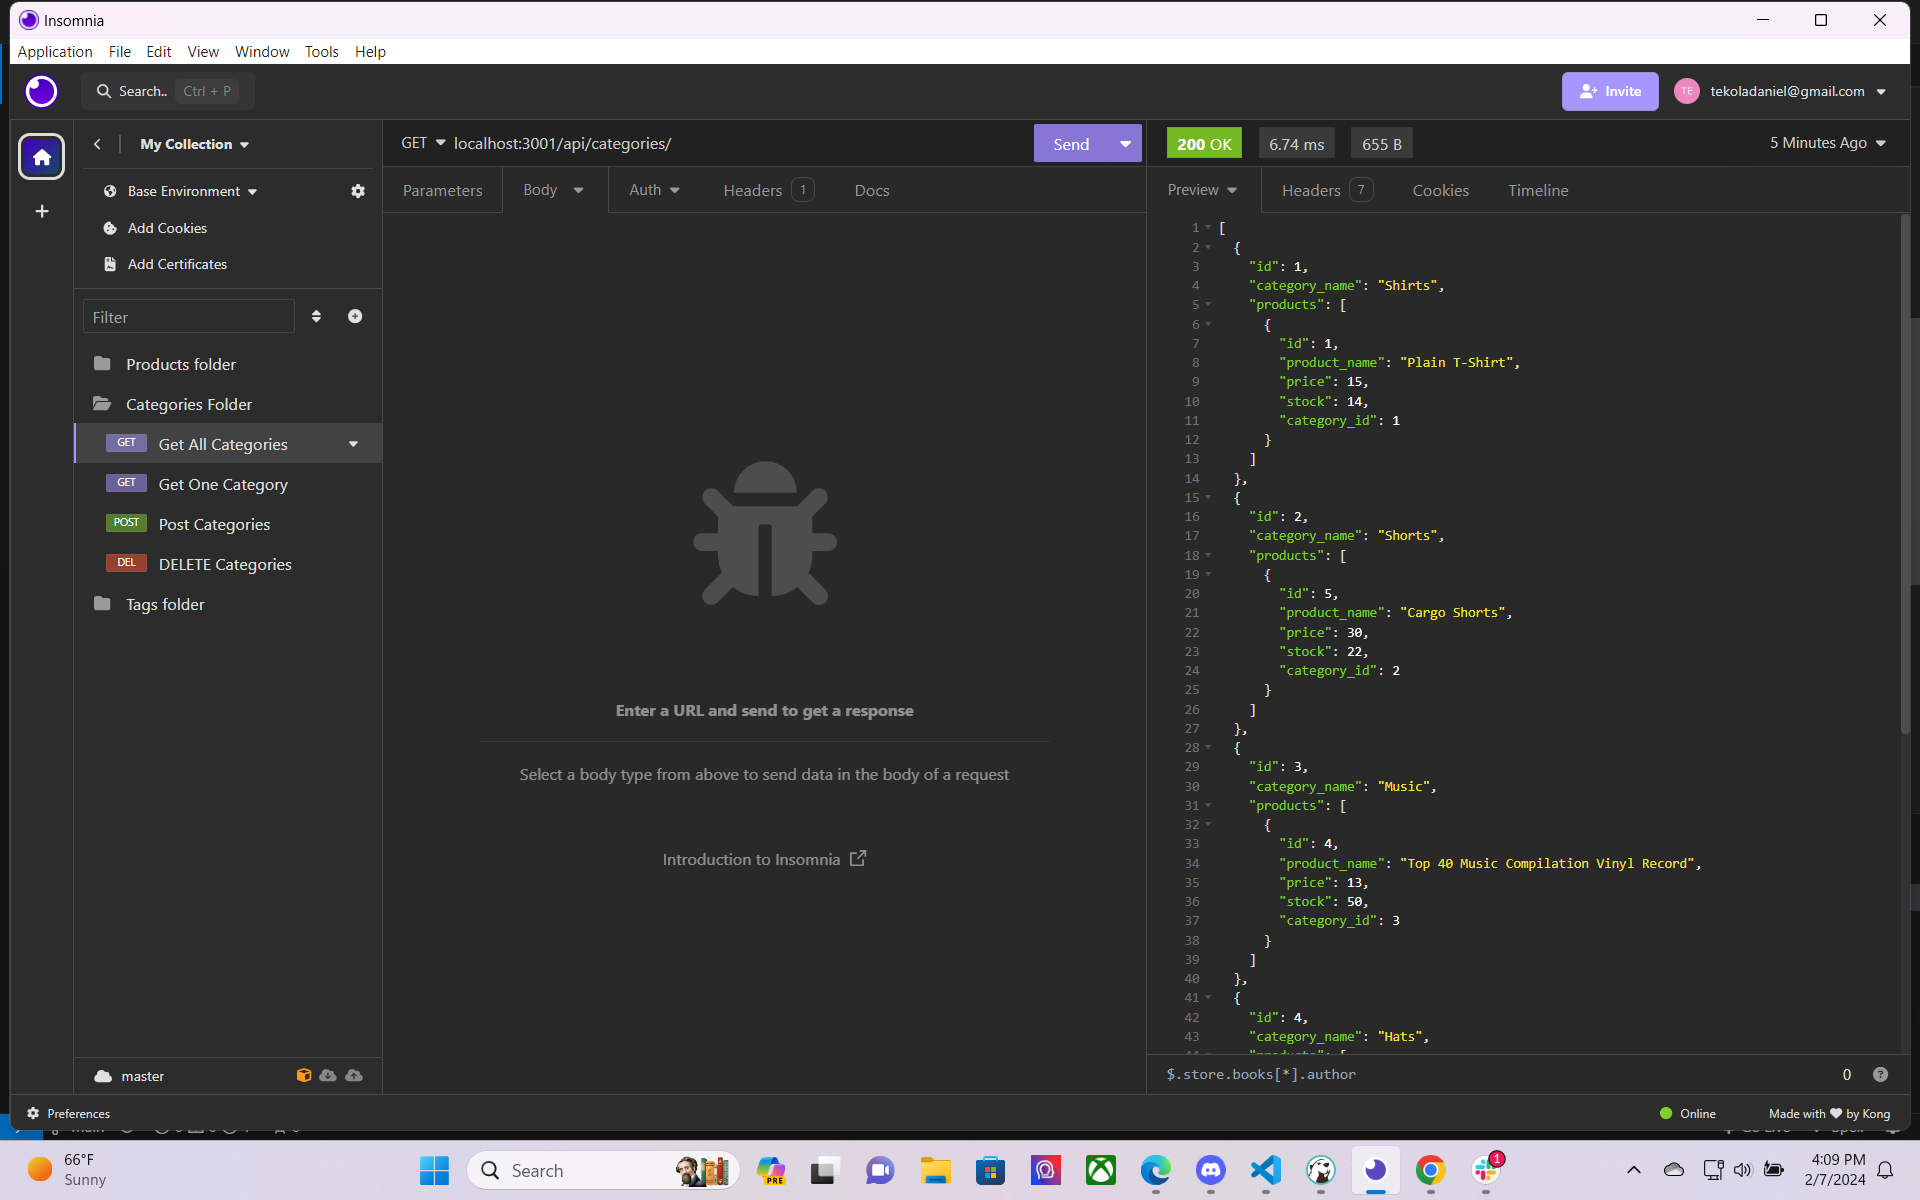 Insomnia
Application File Edit View Window Tools Help
Search.. Ctrl + P
Invite
TE tekoladaniel@gmail.com
My Collection
GET localhost:3001/api/categories/ Send
200 OK 6.74 ms 655 B 5 Minutes Ago
Base Environment
Add Cookies
Add Certificates
Parameters Body Auth Headers 1 Docs
Preview Headers 7 Cookies Timeline
Filter
Products folder
Categories Folder
GET Get All Categories
GET Get One Category
POST Post Categories
DEL DELETE Categories
Tags folder
Enter a URL and send to get a response
Select a body type from above to send data in the body of a request
Introduction to Insomnia
1 [
2 {
3 "id": 1,
4 "category_name": "Shirts",
5 "products": [
6 {
7 "id": 1,
8 "product_name": "Plain T-Shirt",
9 "price": 15,
10 "stock": 14,
11 "category_id": 1
12 }
13 ]
14 },
15 {
16 "id": 2,
17 "category_name": "Shorts",
18 "products": [
19 {
20 "id": 5,
21 "product_name": "Cargo Shorts",
22 "price": 30,
23 "stock": 22,
24 "category_id": 2
25 }
26 ]
27 },
28 {
29 "id": 3,
30 "category_name": "Music",
31 "products": [
32 {
33 "id": 4,
34 "product_name": "Top 40 Music Compilation Vinyl Record",
35 "price": 13,
36 "stock": 50,
37 "category_id": 3
38 }
39 ]
40 },
41 {
42 "id": 4,
43 "category_name": "Hats",
44 "products": [
master
$.store.books[*].author 0
Preferences
Online Made with ❤ by Kong
66°F
Sunny
Search
PRE
1
4:09 PM
2/7/2024